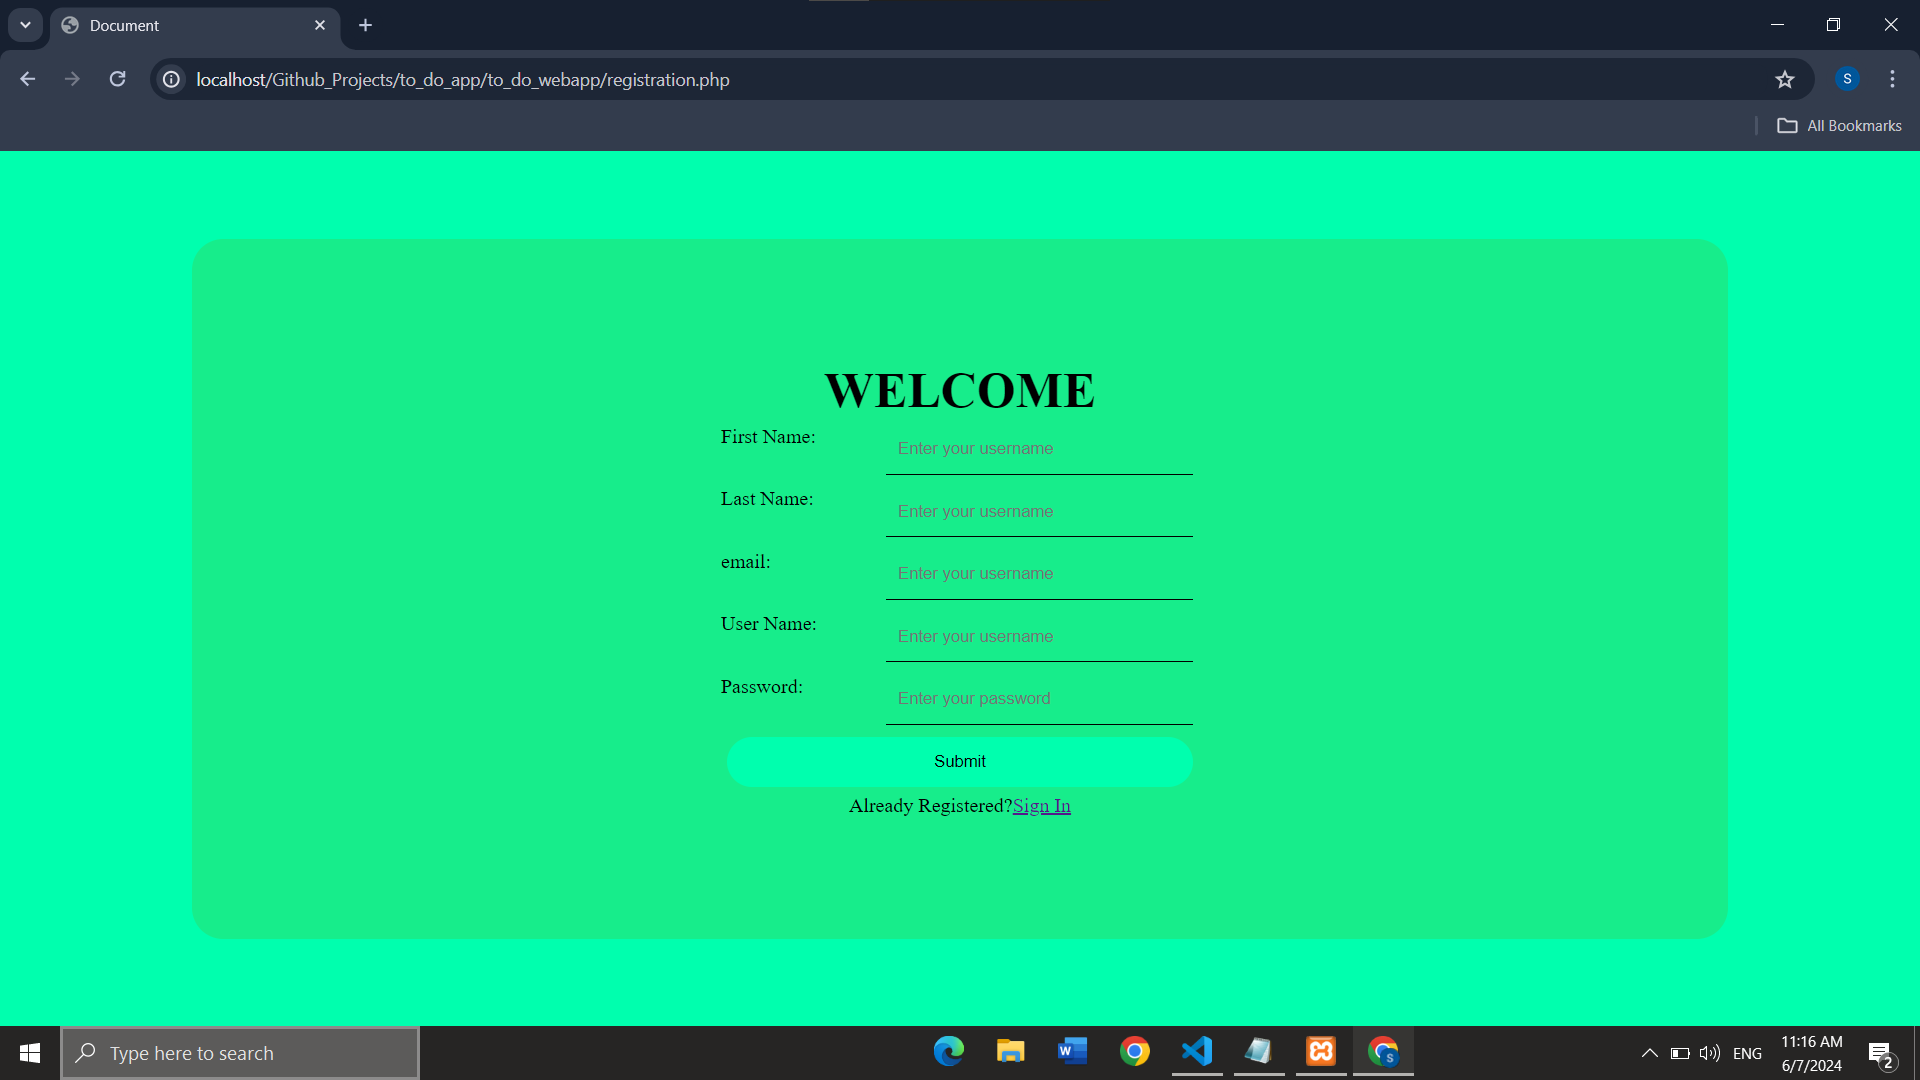 Document
localhost/Github_Projects/to_do_app/to_do_webapp/registration.php
S
All Bookmarks
WELCOME
First Name:
Enter your username
Last Name:
Enter your username
email:
Enter your username
User Name:
Enter your username
Password:
Enter your password
Submit
Already Registered?Sign In
Type here to search
W
S
ENG
11:16 AM
6/7/2024
2